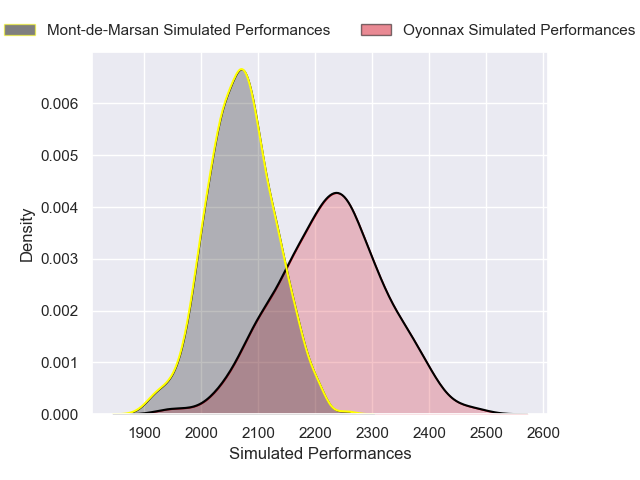 Mont-de-Marsan Simulated Performances Oyonnax Simulated Performances
0.006
0.005
0.004
0.003
0.002
0.001
0.000
Density
1900 2000 2100 2200 2300 2400 2500 2600
Simulated Performances